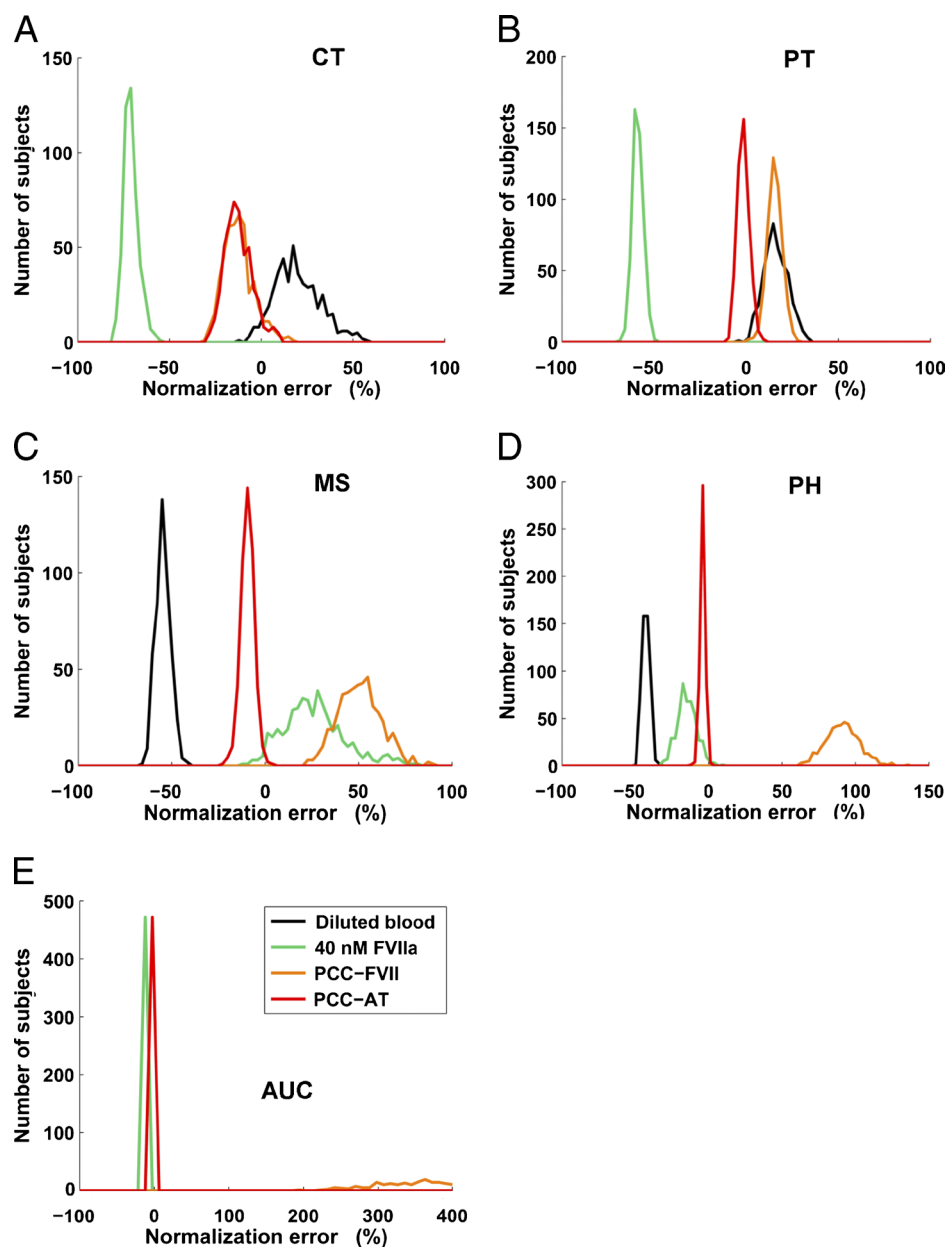 A
CT
Number of subjects
150
100
50
0
−100 −50 0 50 100
Normalization error (%)
B
PT
Number of subjects
200
150
100
50
0
−100 −50 0 50 100
Normalization error (%)
C
MS
Number of subjects
150
100
50
0
−100 −50 0 50 100
Normalization error (%)
D
PH
Number of subjects
300
250
200
150
100
50
0
−100 −50 0 50 100 150
Normalization error (%)
E
Number of subjects
500
400
300
200
100
0
Diluted blood
40 nM FVIIa
PCC−FVII
PCC−AT
AUC
−100 0 100 200 300 400
Normalization error (%)